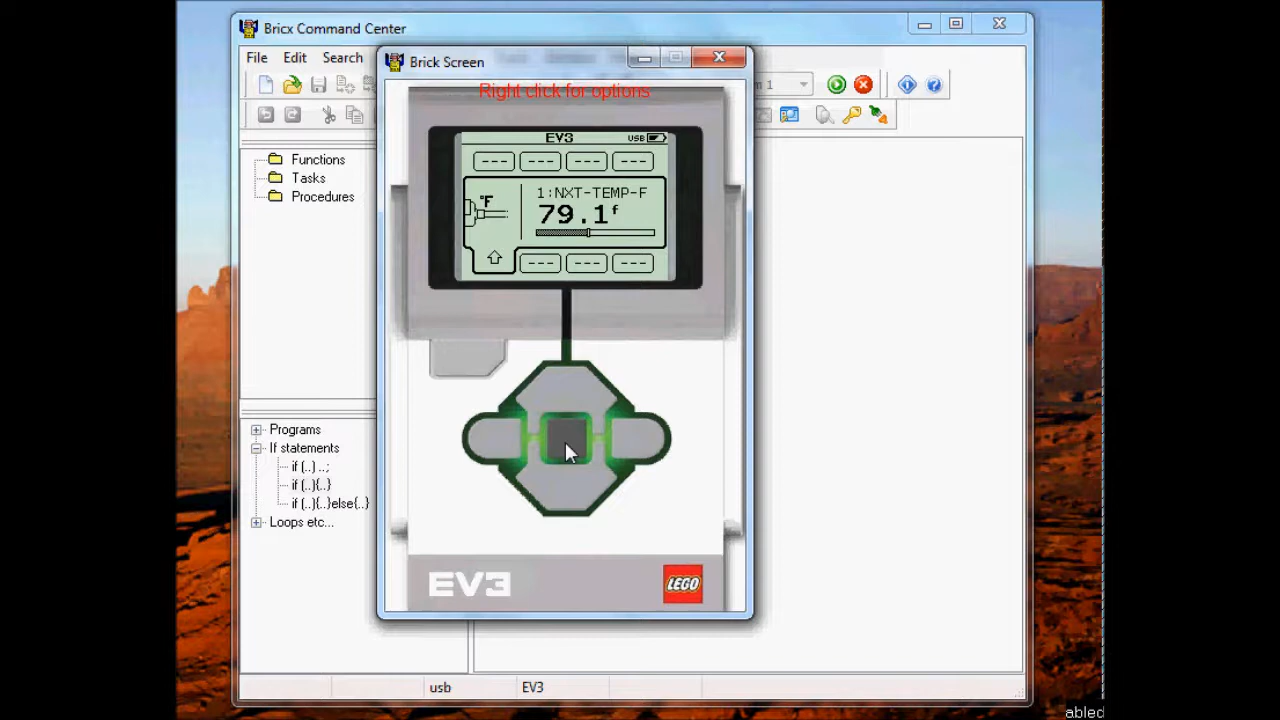 Bricx Command Center
File Edit Search
Brick Screen
Right click for options
m 1
EV3 USB
--- --- --- ---
°F
1:NXT-TEMP-F
79.1f
--- --- ---
Functions
Tasks
Procedures
Programs
If statements
if (..) ..;
if (..){..}
if (..){..}else{..}
Loops etc...
EV3
LEGO
usb EV3
abled